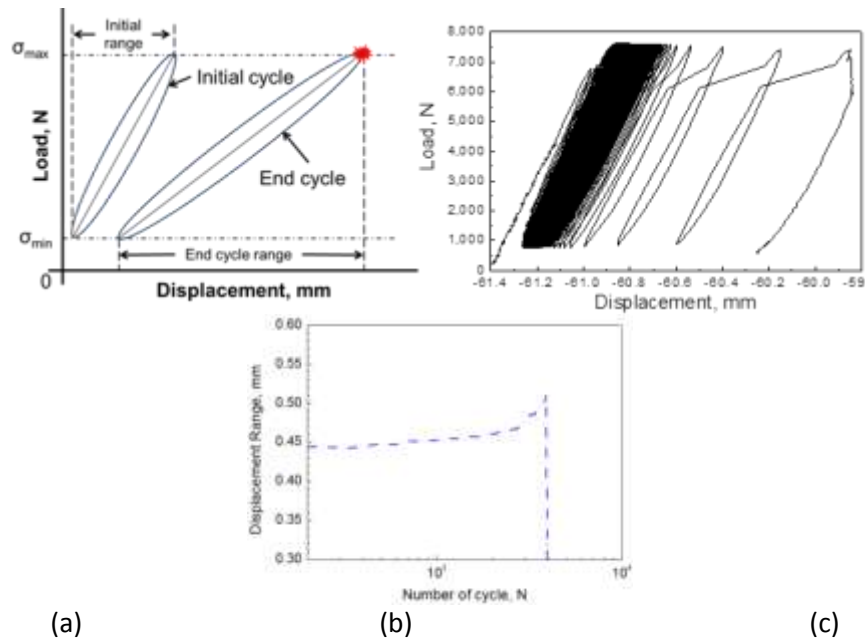 Initial
range
σmax
Initial cycle
End cycle
σmin
End cycle range
0
Load, N
Displacement, mm
8,000
7,000
6,000
5,000
4,000
3,000
2,000
1,000
0
Load, N
-61.4 -61.2 -61.0 -60.8 -60.6 -60.4 -60.2 -60.0 -59
Displacement, mm
0.60
0.55
0.50
0.45
0.40
0.35
0.30
Displacement Range, mm
Number of cycle, N
(a) (b) (c)